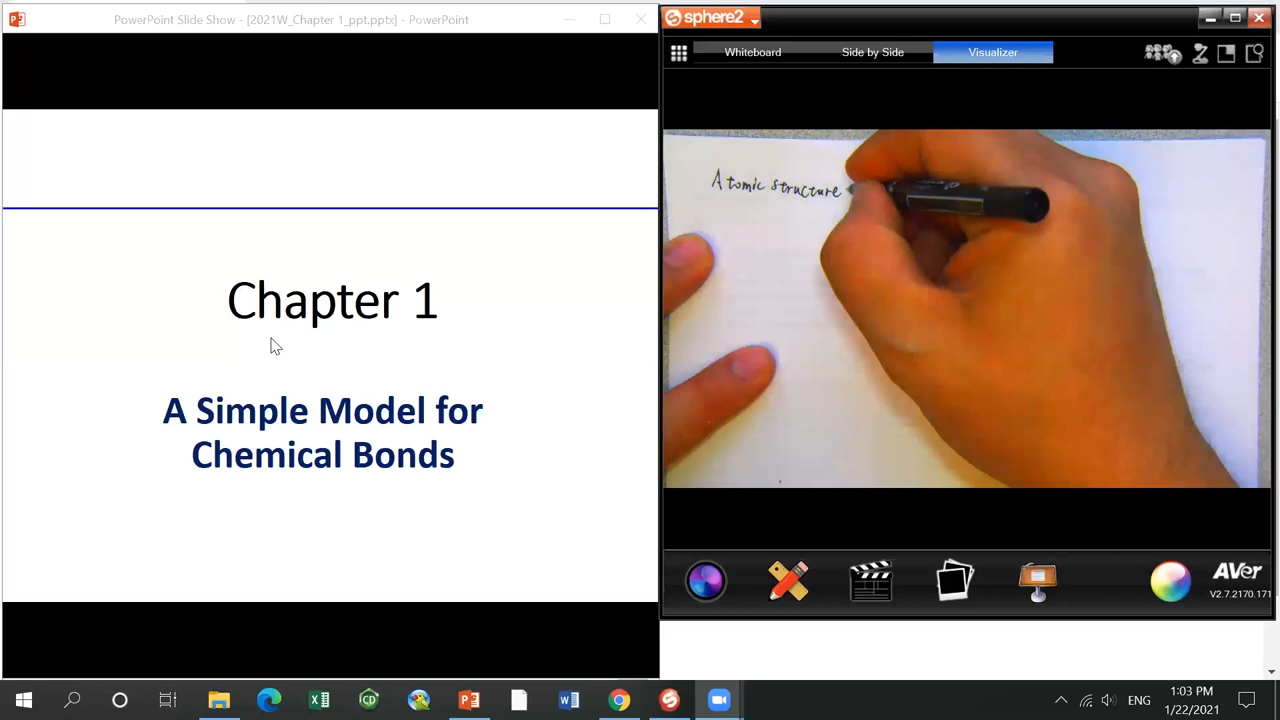 PowerPoint Slide Show - [2021W_Chapter 1_ppt.pptx] - PowerPoint
Chapter 1
A Simple Model for
Chemical Bonds
sphere2
Whiteboard
Side by Side
Visualizer
Atomic structure
AVer
V2.7.2170.171
ENG
1:03 PM
1/22/2021